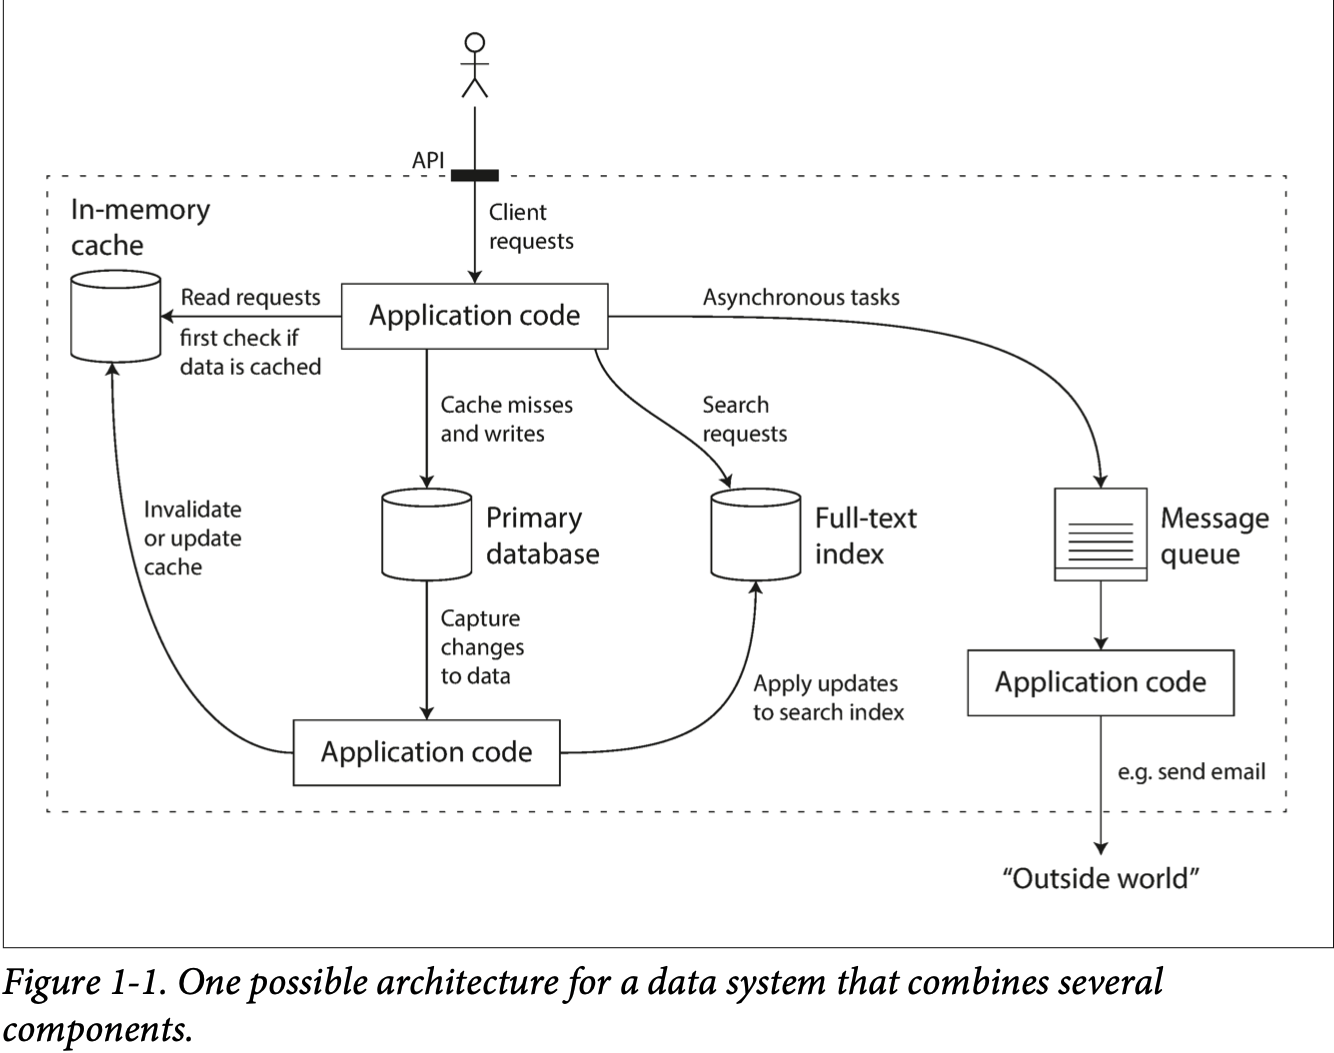 API
Client
requests
In-memory
cache
Read requests
first check if
data is cached
Application code
Asynchronous tasks
Cache misses
and writes
Search
requests
Invalidate
or update
cache
Primary
database
Full-text
index
Message
queue
Capture
changes
to data
Apply updates
to search index
Application code
Application code
e.g. send email
“Outside world”
Figure 1-1. One possible architecture for a data system that combines several
components.